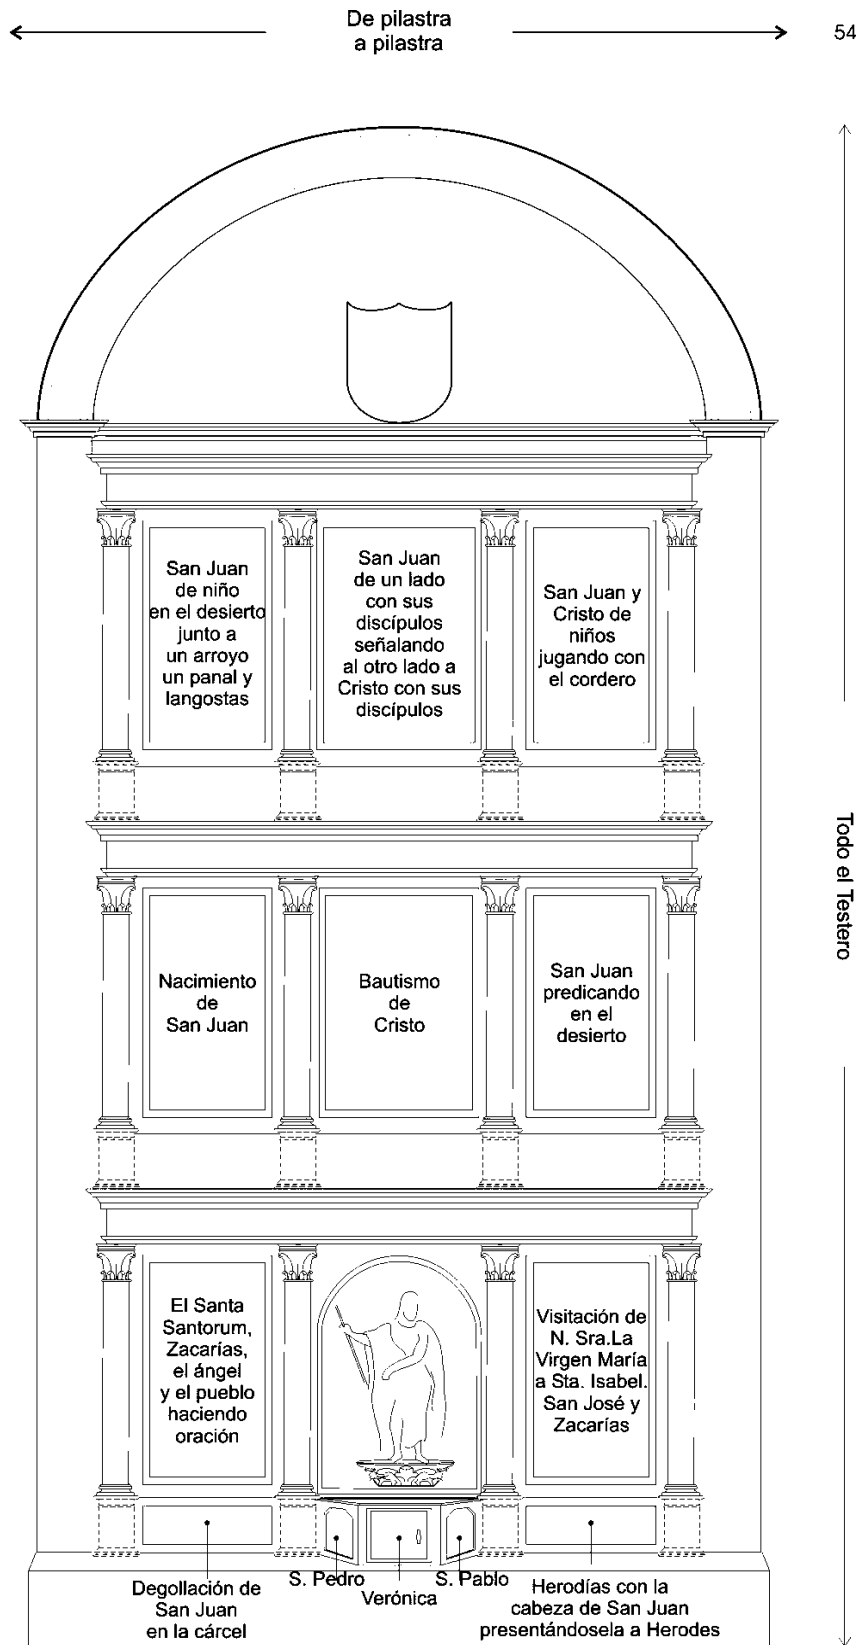 De pilastra
a pilastra
54
San Juan
de niño
en el desierto
junto a
un arroyo
un panal y
langostas
San Juan
de un lado
con sus
discípulos
señalando
al otro lado a
Cristo con sus
discípulos
San Juan y
Cristo de
niños
jugando con
el cordero
Todo el Testero
Nacimiento
de
San Juan
Bautismo
de
Cristo
San Juan
predicando
en el
desierto
El Santa
Santorum,
Zacarías,
el ángel
y el pueblo
haciendo
oración
Visitación de
N. Sra.La
Virgen María
a Sta. Isabel.
San José y
Zacarías
Degollación de
San Juan
en la cárcel
S. Pedro
Verónica
S. Pablo
Herodías con la
cabeza de San Juan
presentándosela a Herodes